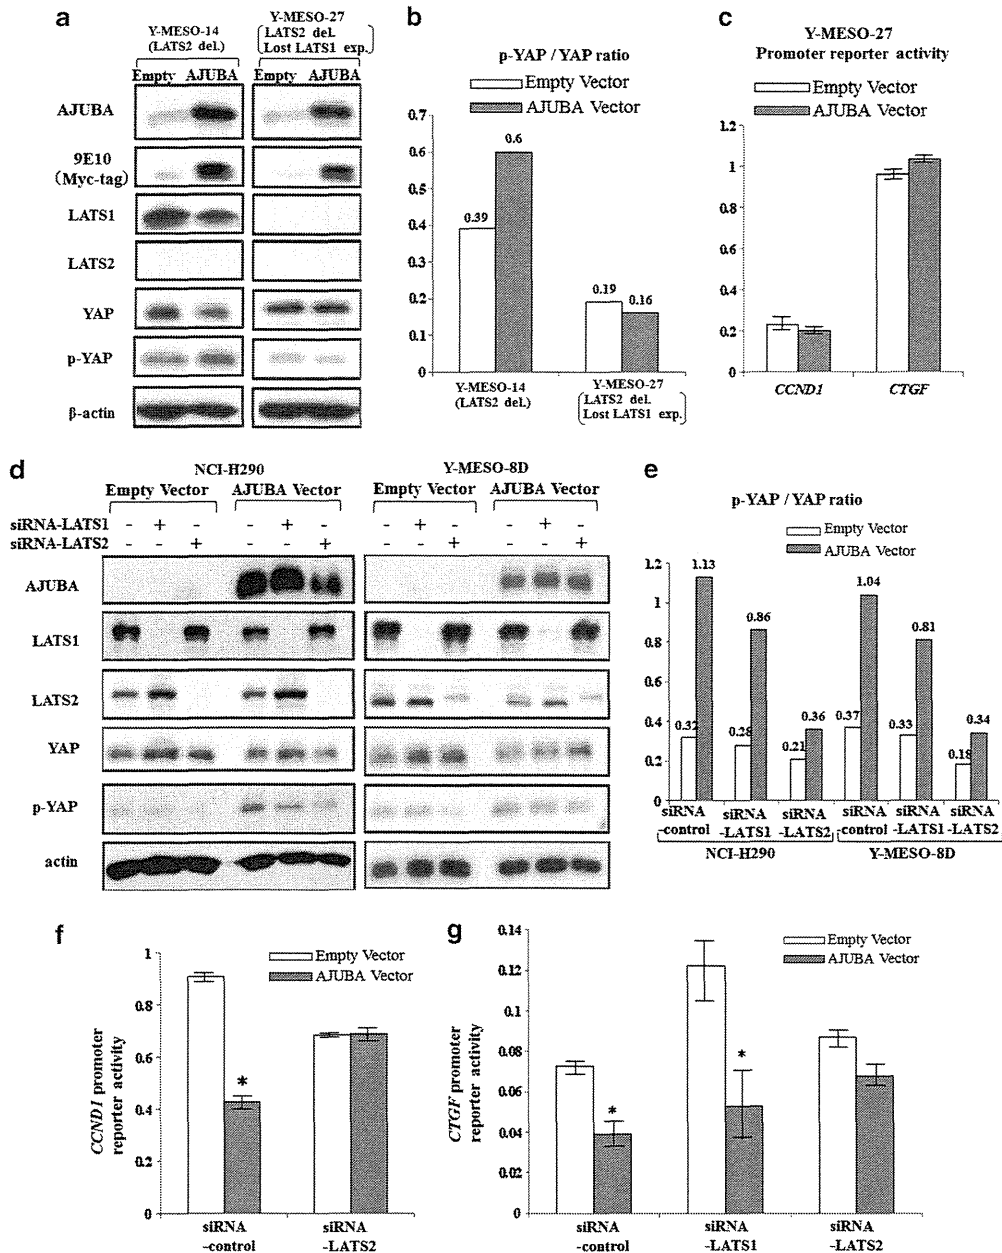 a
Y-MESO-14
(LATS2 del.)
Y-MESO-27
LATS2 del.
Lost LATS1 exp.
Empty AJUBA Empty AJUBA
AJUBA
9E10
(Myc-tag)
LATS1
LATS2
YAP
p-YAP
β-actin
b
p-YAP / YAP ratio
Empty Vector
AJUBA Vector
0.7
0.6
0.5
0.4
0.3
0.2
0.1
0
0.39
0.6
0.19
0.16
Y-MESO-14
(LATS2 del.)
Y-MESO-27
LATS2 del.
Lost LATS1 exp.
c
Y-MESO-27
Promoter reporter activity
Empty Vector
AJUBA Vector
1.2
1
0.8
0.6
0.4
0.2
0
CCND1 CTGF
d
NCI-H290 Y-MESO-8D
Empty Vector AJUBA Vector Empty Vector AJUBA Vector
siRNA-LATS1 - + - - + - - + - - + -
siRNA-LATS2 - - + - - + - - + - - +
AJUBA
LATS1
LATS2
YAP
p-YAP
actin
e
p-YAP / YAP ratio
Empty Vector
AJUBA Vector
1.2
1
0.8
0.6
0.4
0.2
0
0.32
1.13
0.28
0.86
0.21
0.36
0.37
1.04
0.33
0.81
0.18
0.34
siRNA siRNA siRNA siRNA siRNA siRNA
-control -LATS1 -LATS2 -control -LATS1 -LATS2
NCI-H290 Y-MESO-8D
f
Empty Vector
AJUBA Vector
CCND1 promoter
reporter activity
1
0.8
0.6
0.4
0.2
0
*
siRNA siRNA
-control -LATS2
g
Empty Vector
AJUBA Vector
CTGF promoter
reporter activity
0.14
0.12
0.1
0.08
0.06
0.04
0.02
0
*
*
siRNA siRNA siRNA
-control -LATS1 -LATS2